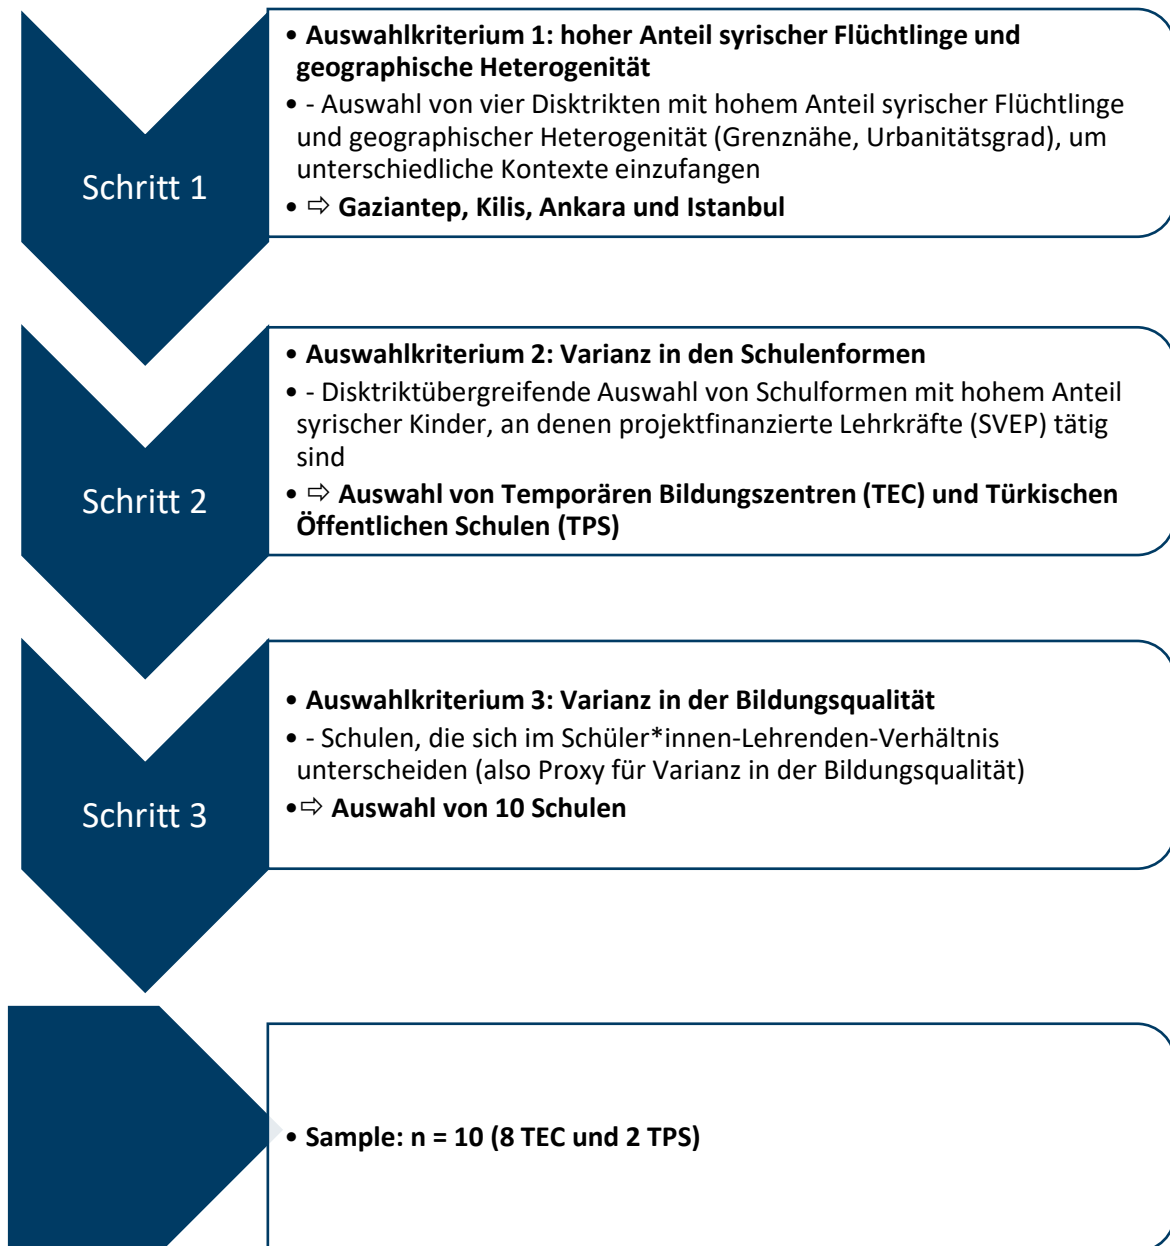 Schritt 1
• Auswahlkriterium 1: hoher Anteil syrischer Flüchtlinge und
geographische Heterogenität
• - Auswahl von vier Disktrikten mit hohem Anteil syrischer Flüchtlinge
und geographischer Heterogenität (Grenznähe, Urbanitätsgrad), um
unterschiedliche Kontexte einzufangen
• ⇨ Gaziantep, Kilis, Ankara und Istanbul
Schritt 2
• Auswahlkriterium 2: Varianz in den Schulenformen
• - Disktriktübergreifende Auswahl von Schulformen mit hohem Anteil
syrischer Kinder, an denen projektfinanzierte Lehrkräfte (SVEP) tätig
sind
• ⇨ Auswahl von Temporären Bildungszentren (TEC) und Türkischen
Öffentlichen Schulen (TPS)
Schritt 3
• Auswahlkriterium 3: Varianz in der Bildungsqualität
• - Schulen, die sich im Schüler*innen-Lehrenden-Verhältnis
unterscheiden (also Proxy für Varianz in der Bildungsqualität)
•⇨ Auswahl von 10 Schulen
• Sample: n = 10 (8 TEC und 2 TPS)